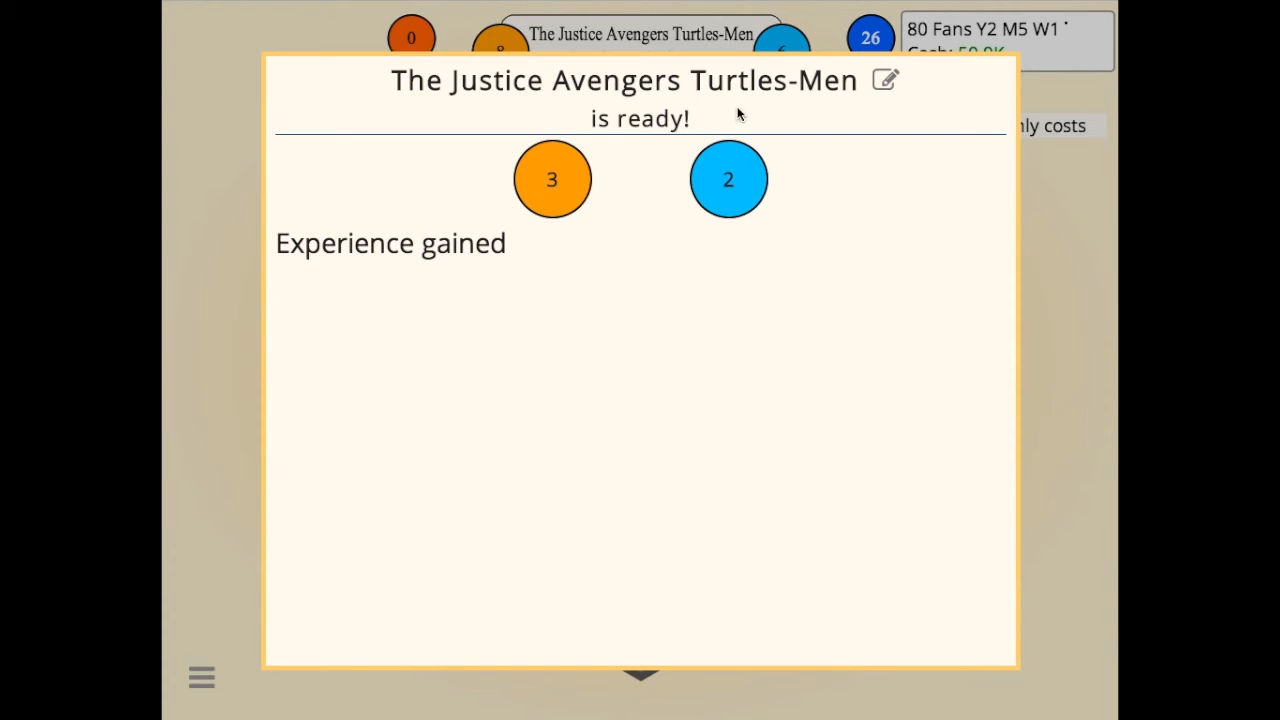 0
The Justice Avengers Turtles-Men
26
80 Fans Y2 M5 W1
The Justice Avengers Turtles-Men
is ready!
costs
3
2
Experience gained